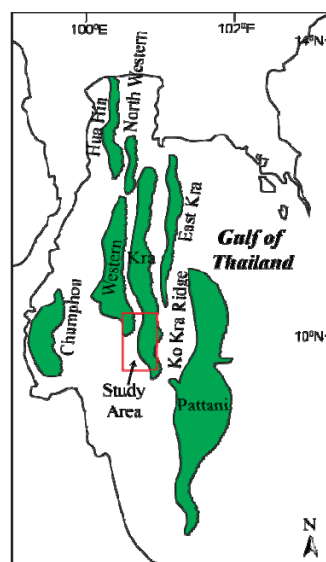 100°E
102°E
14°N
Hua Hin
North Western
East Kra
Gulf of
Thailand
Western
Kra
Chumphon
Ko Kra Ridge
10°N
Study
Area
Pattani
N